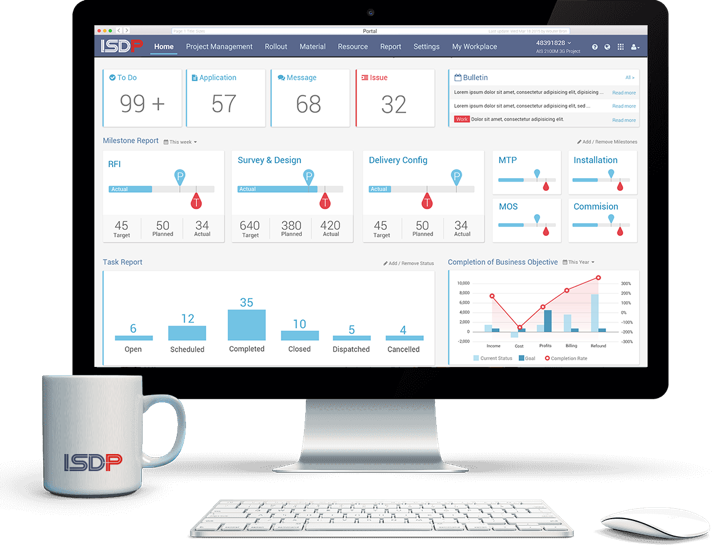 Portal
ISDP
Home
Project Management
Rollout
Material
Resource
Report
Settings
My Workplace
48391828
AIS 2100M 3G Project
To Do
99 +
Application
57
Message
68
Issue
32
Bulletin
All »
Lorem ipsum dolor sit amet, consectetur adipisicing elit, dipisicing ...
Read more
Lorem ipsum dolor sit amet, consectetur adipisicing elit, sed ...
Read more
Work
Dolor sit amet, consectetur adipisicing elit.
Read more
Milestone Report
This week
Add / Remove Milestones
RFI
P
Actual
T
45
50
34
Target
Planned
Actual
Survey & Design
P
Actual
T
640
380
420
Target
Planned
Actual
Delivery Config
P
Actual
T
45
50
34
Target
Planned
Actual
MTP
Installation
MOS
Commision
Task Report
Add / Remove Status
6
12
35
10
5
4
Open
Scheduled
Completed
Closed
Dispatched
Cancelled
Completion of Business Objective
This Year
10,000
8,000
6,000
4,000
2,000
0
-2,000
300%
200%
100%
0%
-100%
-200%
-300%
Income
Cost
Profits
Billing
Refound
Current Status
Goal
Completion Rate
ISDP